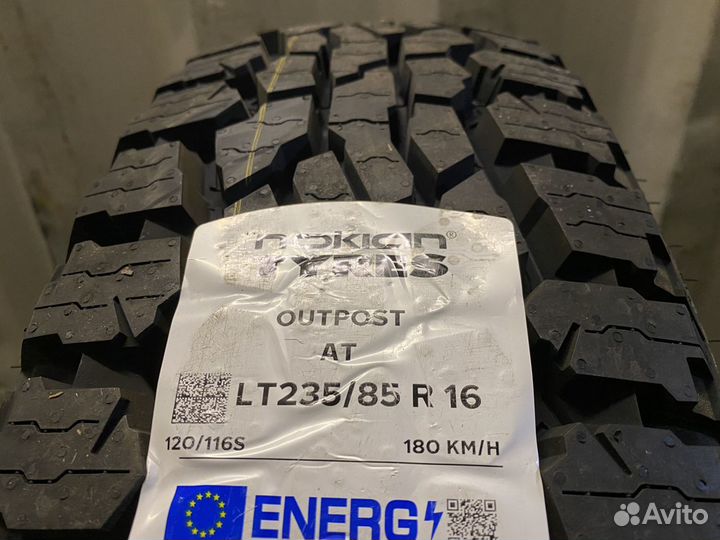 nokian®
TYRES
OUTPOST
AT
LT235/85 R 16
120/116S 180 KM/H
ENERG
Avito